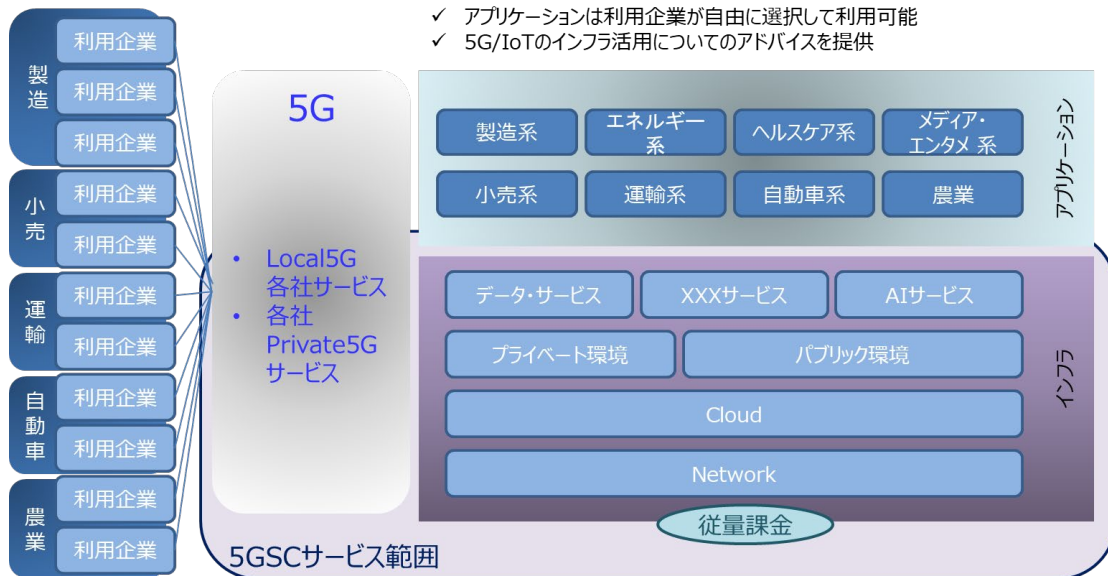 ✓ アプリケーションは利用企業が自由に選択して利用可能
✓ 5G/IoTのインフラ活用についてのアドバイスを提供
製造
利用企業
利用企業
利用企業
小売
利用企業
利用企業
運輸
利用企業
利用企業
自動車
利用企業
利用企業
農業
利用企業
利用企業
5G
• Local5G
各社サービス
• 各社
Private5G
サービス
製造系
エネルギー
系
ヘルスケア系
メディア・
エンタメ 系
小売系
運輸系
自動車系
農業
アプリケーション
データ・サービス
XXXサービス
AIサービス
プライベート環境
パブリック環境
Cloud
Network
インフラ
従量課金
5GSCサービス範囲